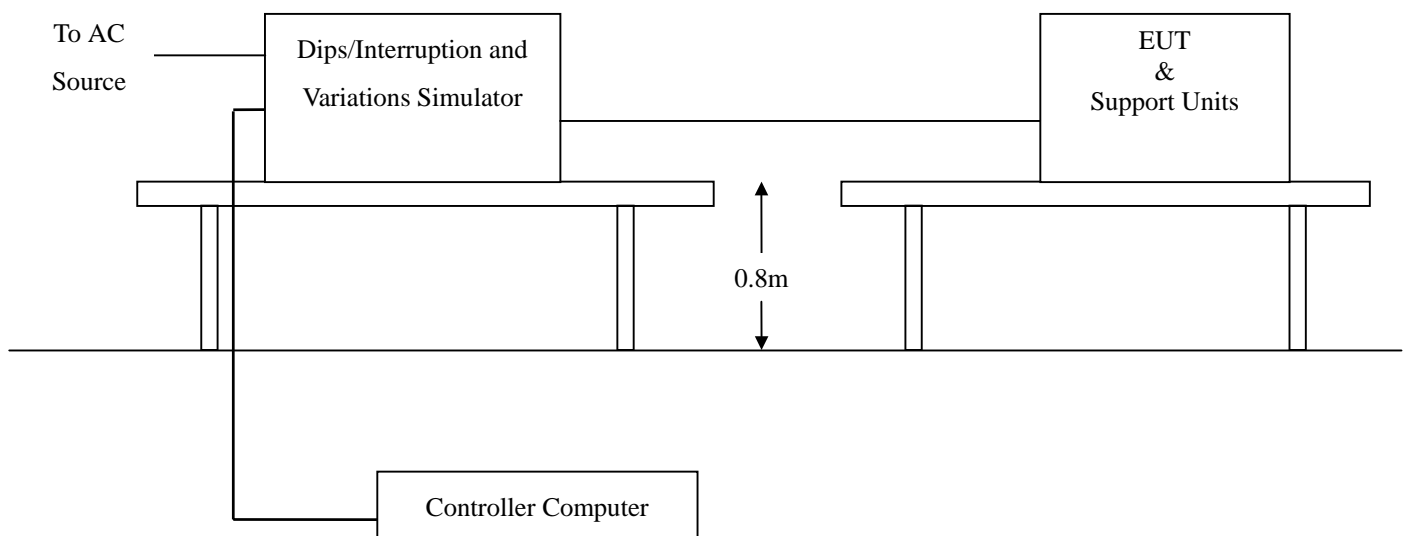 To AC
Source
Dips/Interruption and
Variations Simulator
EUT
&
Support Units
0.8m
Controller Computer